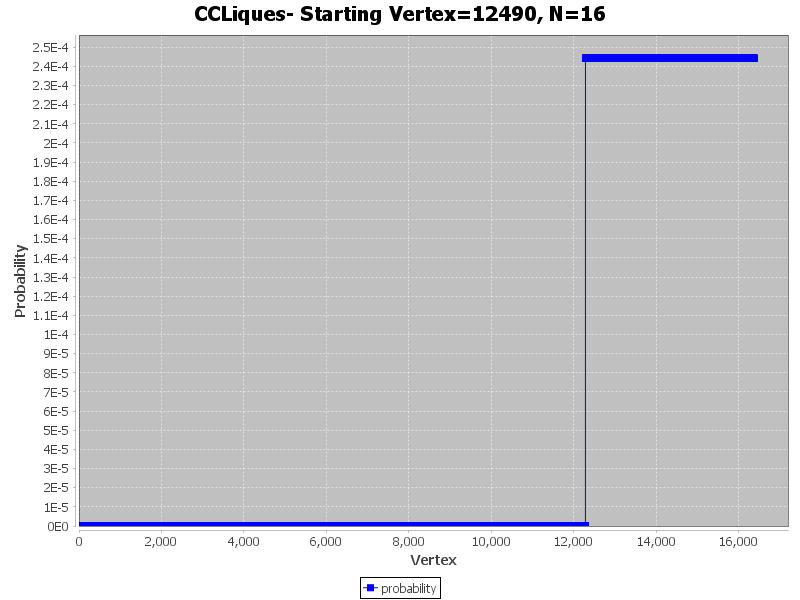 CCLiques- Starting Vertex=12490, N=16
2.5E-4
2.4E-4
2.3E-4
2.2E-4
2.1E-4
2E-4
1.9E-4
1.8E-4
1.7E-4
1.6E-4
1.5E-4
1.4E-4
1.3E-4
1.2E-4
1.1E-4
1E-4
9E-5
8E-5
7E-5
6E-5
5E-5
4E-5
3E-5
2E-5
1E-5
0E0
Probability
0 2,000 4,000 6,000 8,000 10,000 12,000 14,000 16,000
Vertex
probability